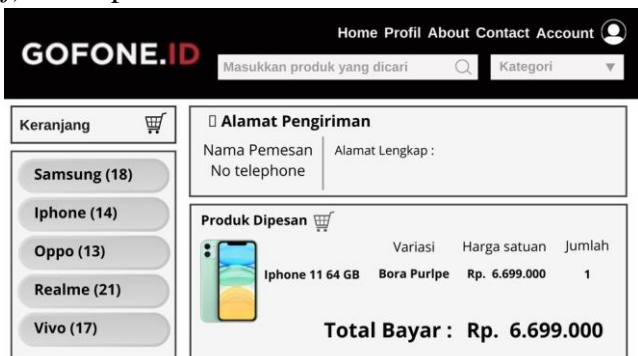 Home Profil About Contact Account
GOFONE.ID
Masukkan produk yang dicari
Kategori
Keranjang
Samsung (18)
Iphone (14)
Oppo (13)
Realme (21)
Vivo (17)
Alamat Pengiriman
Nama Pemesan
No telephone
Alamat Lengkap :
Produk Dipesan
Variasi Harga satuan Jumlah
Iphone 11 64 GB Bora Purlpe Rp. 6.699.000 1
Total Bayar : Rp. 6.699.000